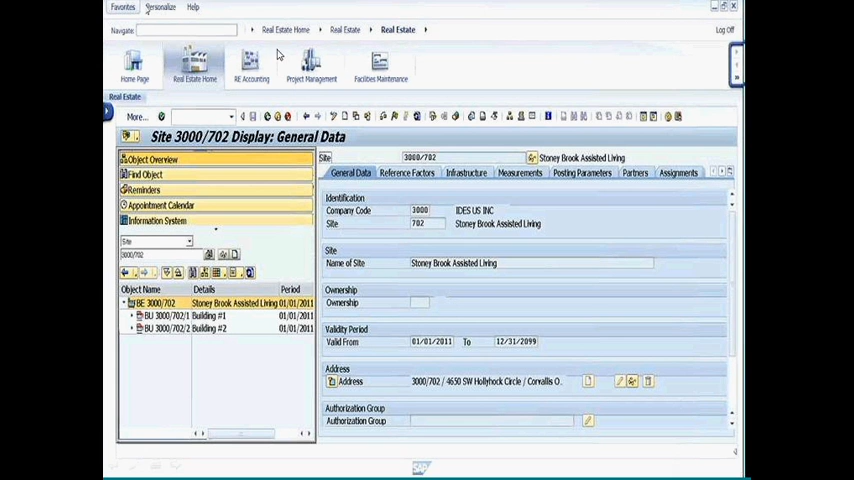 Favorites Personalize Help
Navigate: Real Estate Home Real Estate Real Estate Log Off
Home Page Real Estate Home RE Accounting Project Management Facilities Maintenance
Real Estate
More...
Site 3000/702 Display: General Data
Object Overview
Find Object
Reminders
Appointment Calendar
Information System
Site
3000/702
Object Name Details Period
BE 3000/702 Stoney Brook Assisted Living 01/01/2011
BU 3000/702/1 Building #1 01/01/2011
BU 3000/702/2 Building #2 01/01/2011
Site 3000/702 Stoney Brook Assisted Living
General Data Reference Factors Infrastructure Measurements Posting Parameters Partners Assignments
Identification
Company Code 3000 IDES US INC
Site 702 Stoney Brook Assisted Living
Site
Name of Site Stoney Brook Assisted Living
Ownership
Ownership
Validity Period
Valid From 01/01/2011 To 12/31/2099
Address
Address 3000/702 / 4650 SW Hollyhock Circle / Corvallis O.
Authorization Group
Authorization Group
SAP